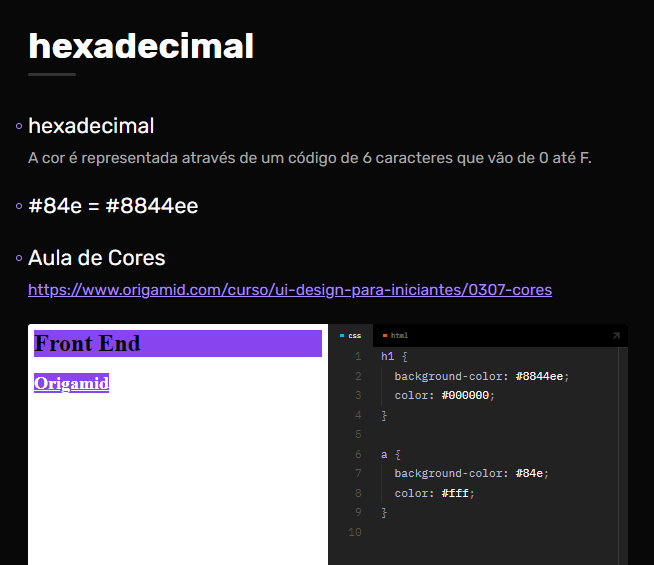 hexadecimal
hexadecimal
A cor é representada através de um código de 6 caracteres que vão de 0 até F.
#84e = #8844ee
Aula de Cores
https://www.origamid.com/curso/ui-design-para-iniciantes/0307-cores
Front End
Origamid
css html
1 h1 {
2 background-color: #8844ee;
3 color: #000000;
4 }
5
6 a {
7 background-color: #84e;
8 color: #fff;
9 }
10